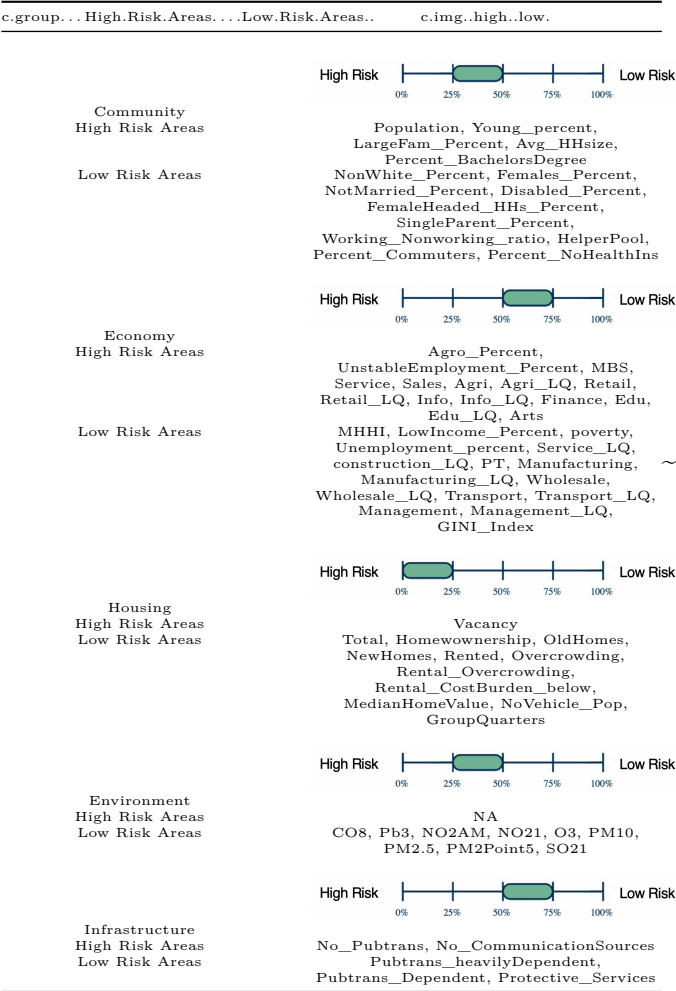 c.group... High.Risk.Areas....Low.Risk.Areas.. c.img..high..low.
High Risk Low Risk
0% 25% 50% 75% 100%
Community
High Risk Areas Population, Young_percent,
LargeFam_Percent, Avg_HHsize,
Percent_BachelorsDegree
Low Risk Areas NonWhite_Percent, Females_Percent,
NotMarried_Percent, Disabled_Percent,
FemaleHeaded_HHs_Percent,
SingleParent_Percent,
Working_Nonworking_ratio, HelperPool,
Percent_Commuters, Percent_NoHealthIns
High Risk Low Risk
0% 25% 50% 75% 100%
Economy
High Risk Areas Agro_Percent,
UnstableEmployment_Percent, MBS,
Service, Sales, Agri, Agri_LQ, Retail,
Retail_LQ, Info, Info_LQ, Finance, Edu,
Edu_LQ, Arts
Low Risk Areas MHHI, LowIncome_Percent, poverty,
Unemployment_percent, Service_LQ,
construction_LQ, PT, Manufacturing, ~
Manufacturing_LQ, Wholesale,
Wholesale_LQ, Transport, Transport_LQ,
Management, Management_LQ,
GINI_Index
High Risk Low Risk
0% 25% 50% 75% 100%
Housing
High Risk Areas Vacancy
Low Risk Areas Total, Homewownership, OldHomes,
NewHomes, Rented, Overcrowding,
Rental_Overcrowding,
Rental_CostBurden_below,
MedianHomeValue, NoVehicle_Pop,
GroupQuarters
High Risk Low Risk
0% 25% 50% 75% 100%
Environment
High Risk Areas NA
Low Risk Areas CO8, Pb3, NO2AM, NO21, O3, PM10,
PM2.5, PM2Point5, SO21
High Risk Low Risk
0% 25% 50% 75% 100%
Infrastructure
High Risk Areas No_Pubtrans, No_CommunicationSources
Low Risk Areas Pubtrans_heavilyDependent,
Pubtrans_Dependent, Protective_Services